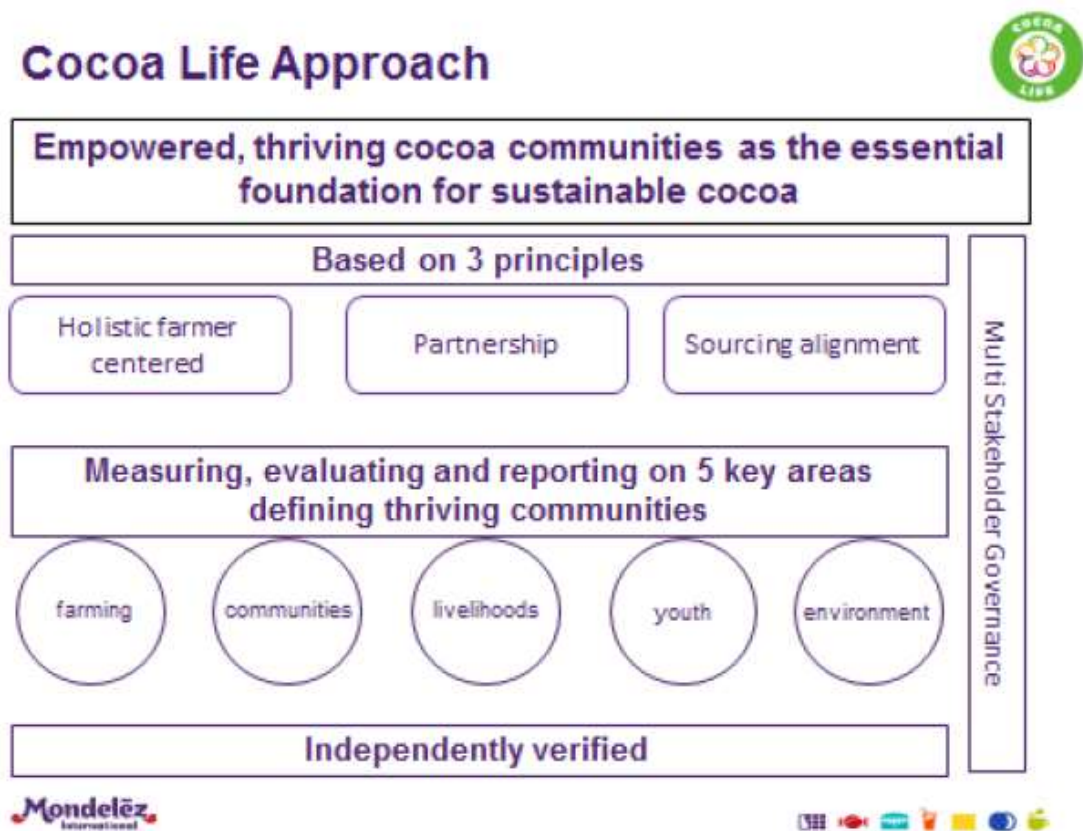 Cocoa Life Approach
COCOA
LIFE
Empowered, thriving cocoa communities as the essential
foundation for sustainable cocoa
Based on 3 principles
Holistic farmer
centered
Partnership
Sourcing alignment
Measuring, evaluating and reporting on 5 key areas
defining thriving communities
farming
communities
livelihoods
youth
environment
Independently verified
Multi Stakeholder Governance
Mondelēz
International